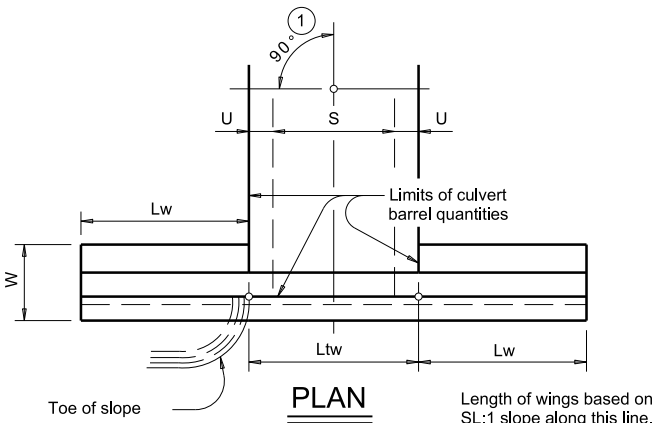 1
90°
U S U
Lw
Limits of culvert
barrel quantities
W
Ltw Lw
Toe of slope
PLAN
Length of wings based on
SL:1 slope along this line.